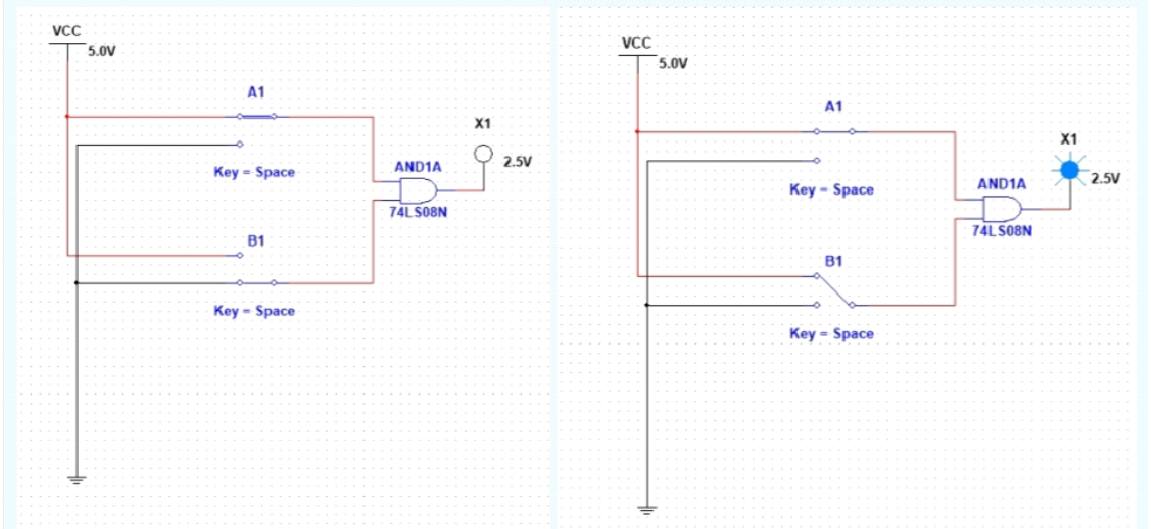 VCC
5.0V
A1
Key = Space
X1
2.5V
AND1A
74LS08N
B1
Key = Space
VCC
5.0V
A1
Key = Space
X1
2.5V
AND1A
74LS08N
B1
Key = Space